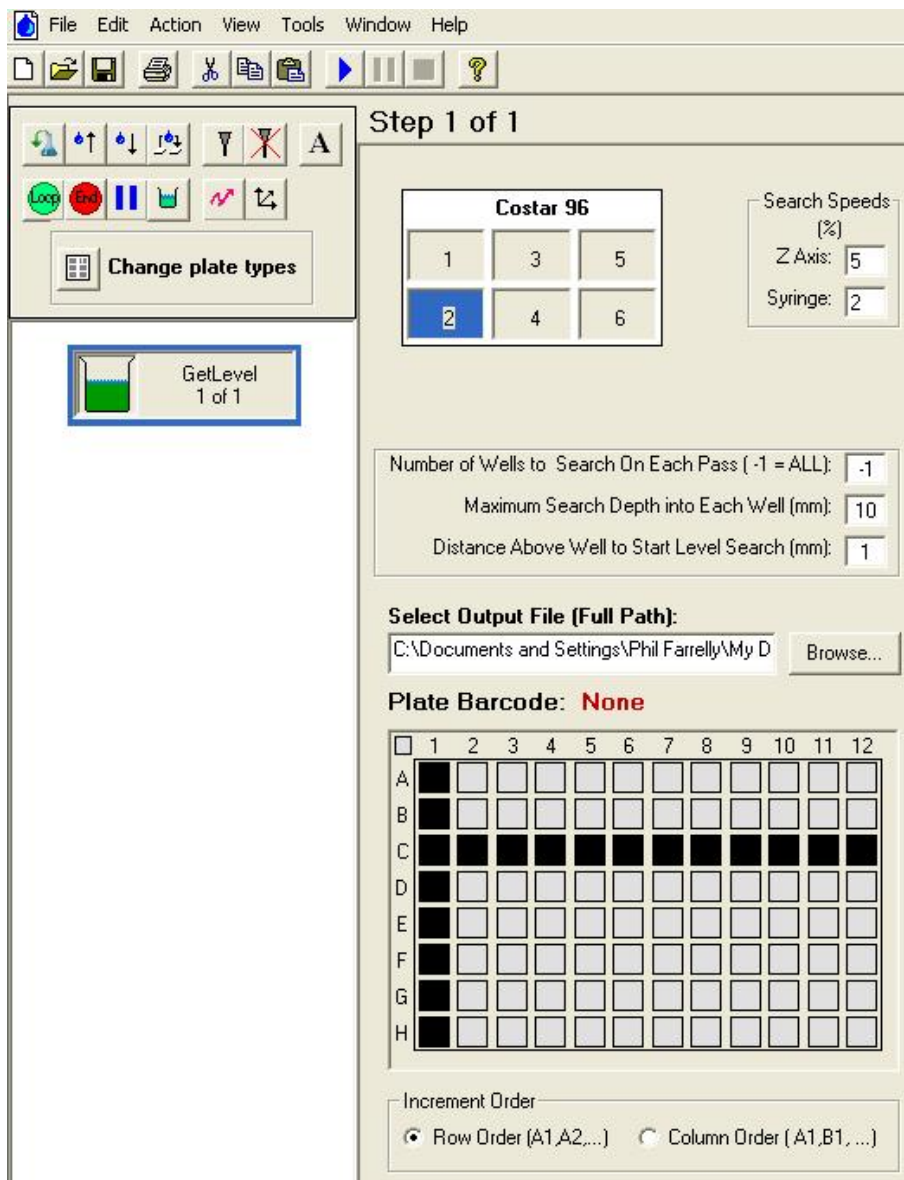 File Edit Action View Tools Window Help
Step 1 of 1
A
Loop End
Change plate types
Costar 96
1 3 5
2 4 6
Search Speeds
(%)
Z Axis: 5
Syringe: 2
GetLevel
1 of 1
Number of Wells to Search On Each Pass ( -1 = ALL): -1
Maximum Search Depth into Each Well (mm): 10
Distance Above Well to Start Level Search (mm): 1
Select Output File (Full Path):
C:\Documents and Settings\Phil Farrelly\My D Browse...
Plate Barcode: None
1 2 3 4 5 6 7 8 9 10 11 12
A
B
C
D
E
F
G
H
Increment Order
Row Order (A1,A2,...) Column Order ( A1,B1, ...)